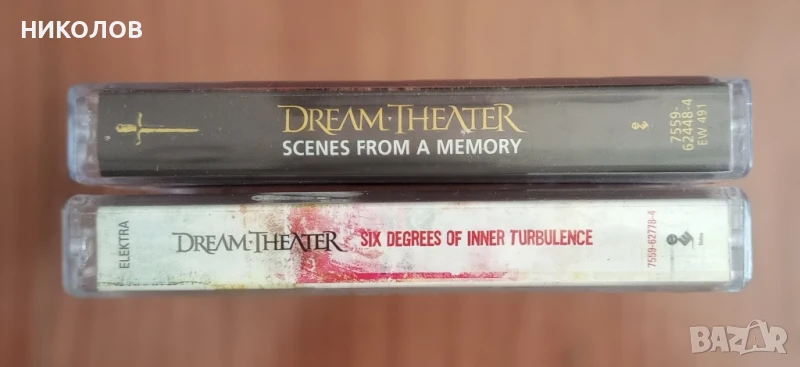 НИКОЛОВ
DREAM THEATER
SCENES FROM A MEMORY
7559-
62448-4
EW 491
ELEKTRA
DREAM THEATER
SIX DEGREES OF INNER TURBULENCE
7559-62778-4
BAZAR